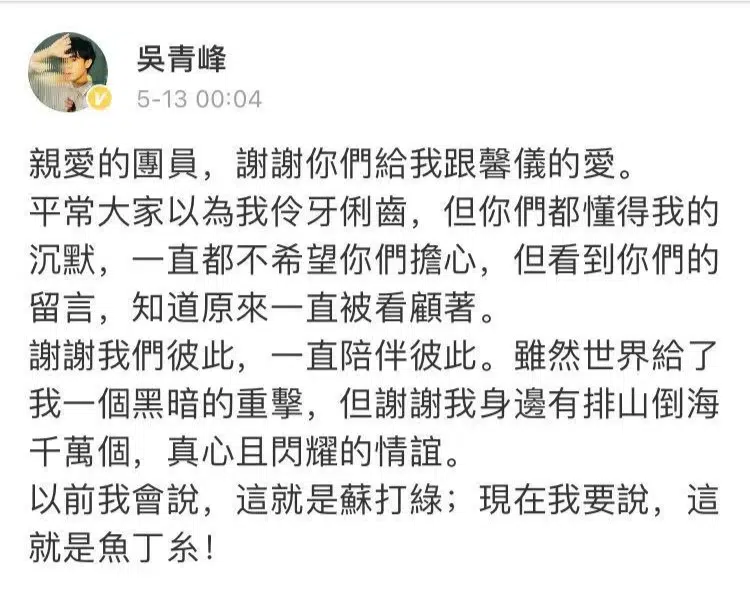 吳青峰
5-13 00:04
親愛的團員，謝謝你們給我跟馨儀的愛。
平常大家以為我伶牙俐齒，但你們都懂得我的
沉默，一直都不希望你們擔心，但看到你們的
留言，知道原來一直被看顧著。
謝謝我們彼此，一直陪伴彼此。雖然世界給了
我一個黑暗的重擊，但謝謝我身邊有排山倒海
千萬個，真心且閃耀的情誼。
以前我會說，這就是蘇打綠；現在我要說，這
就是魚丁糸！